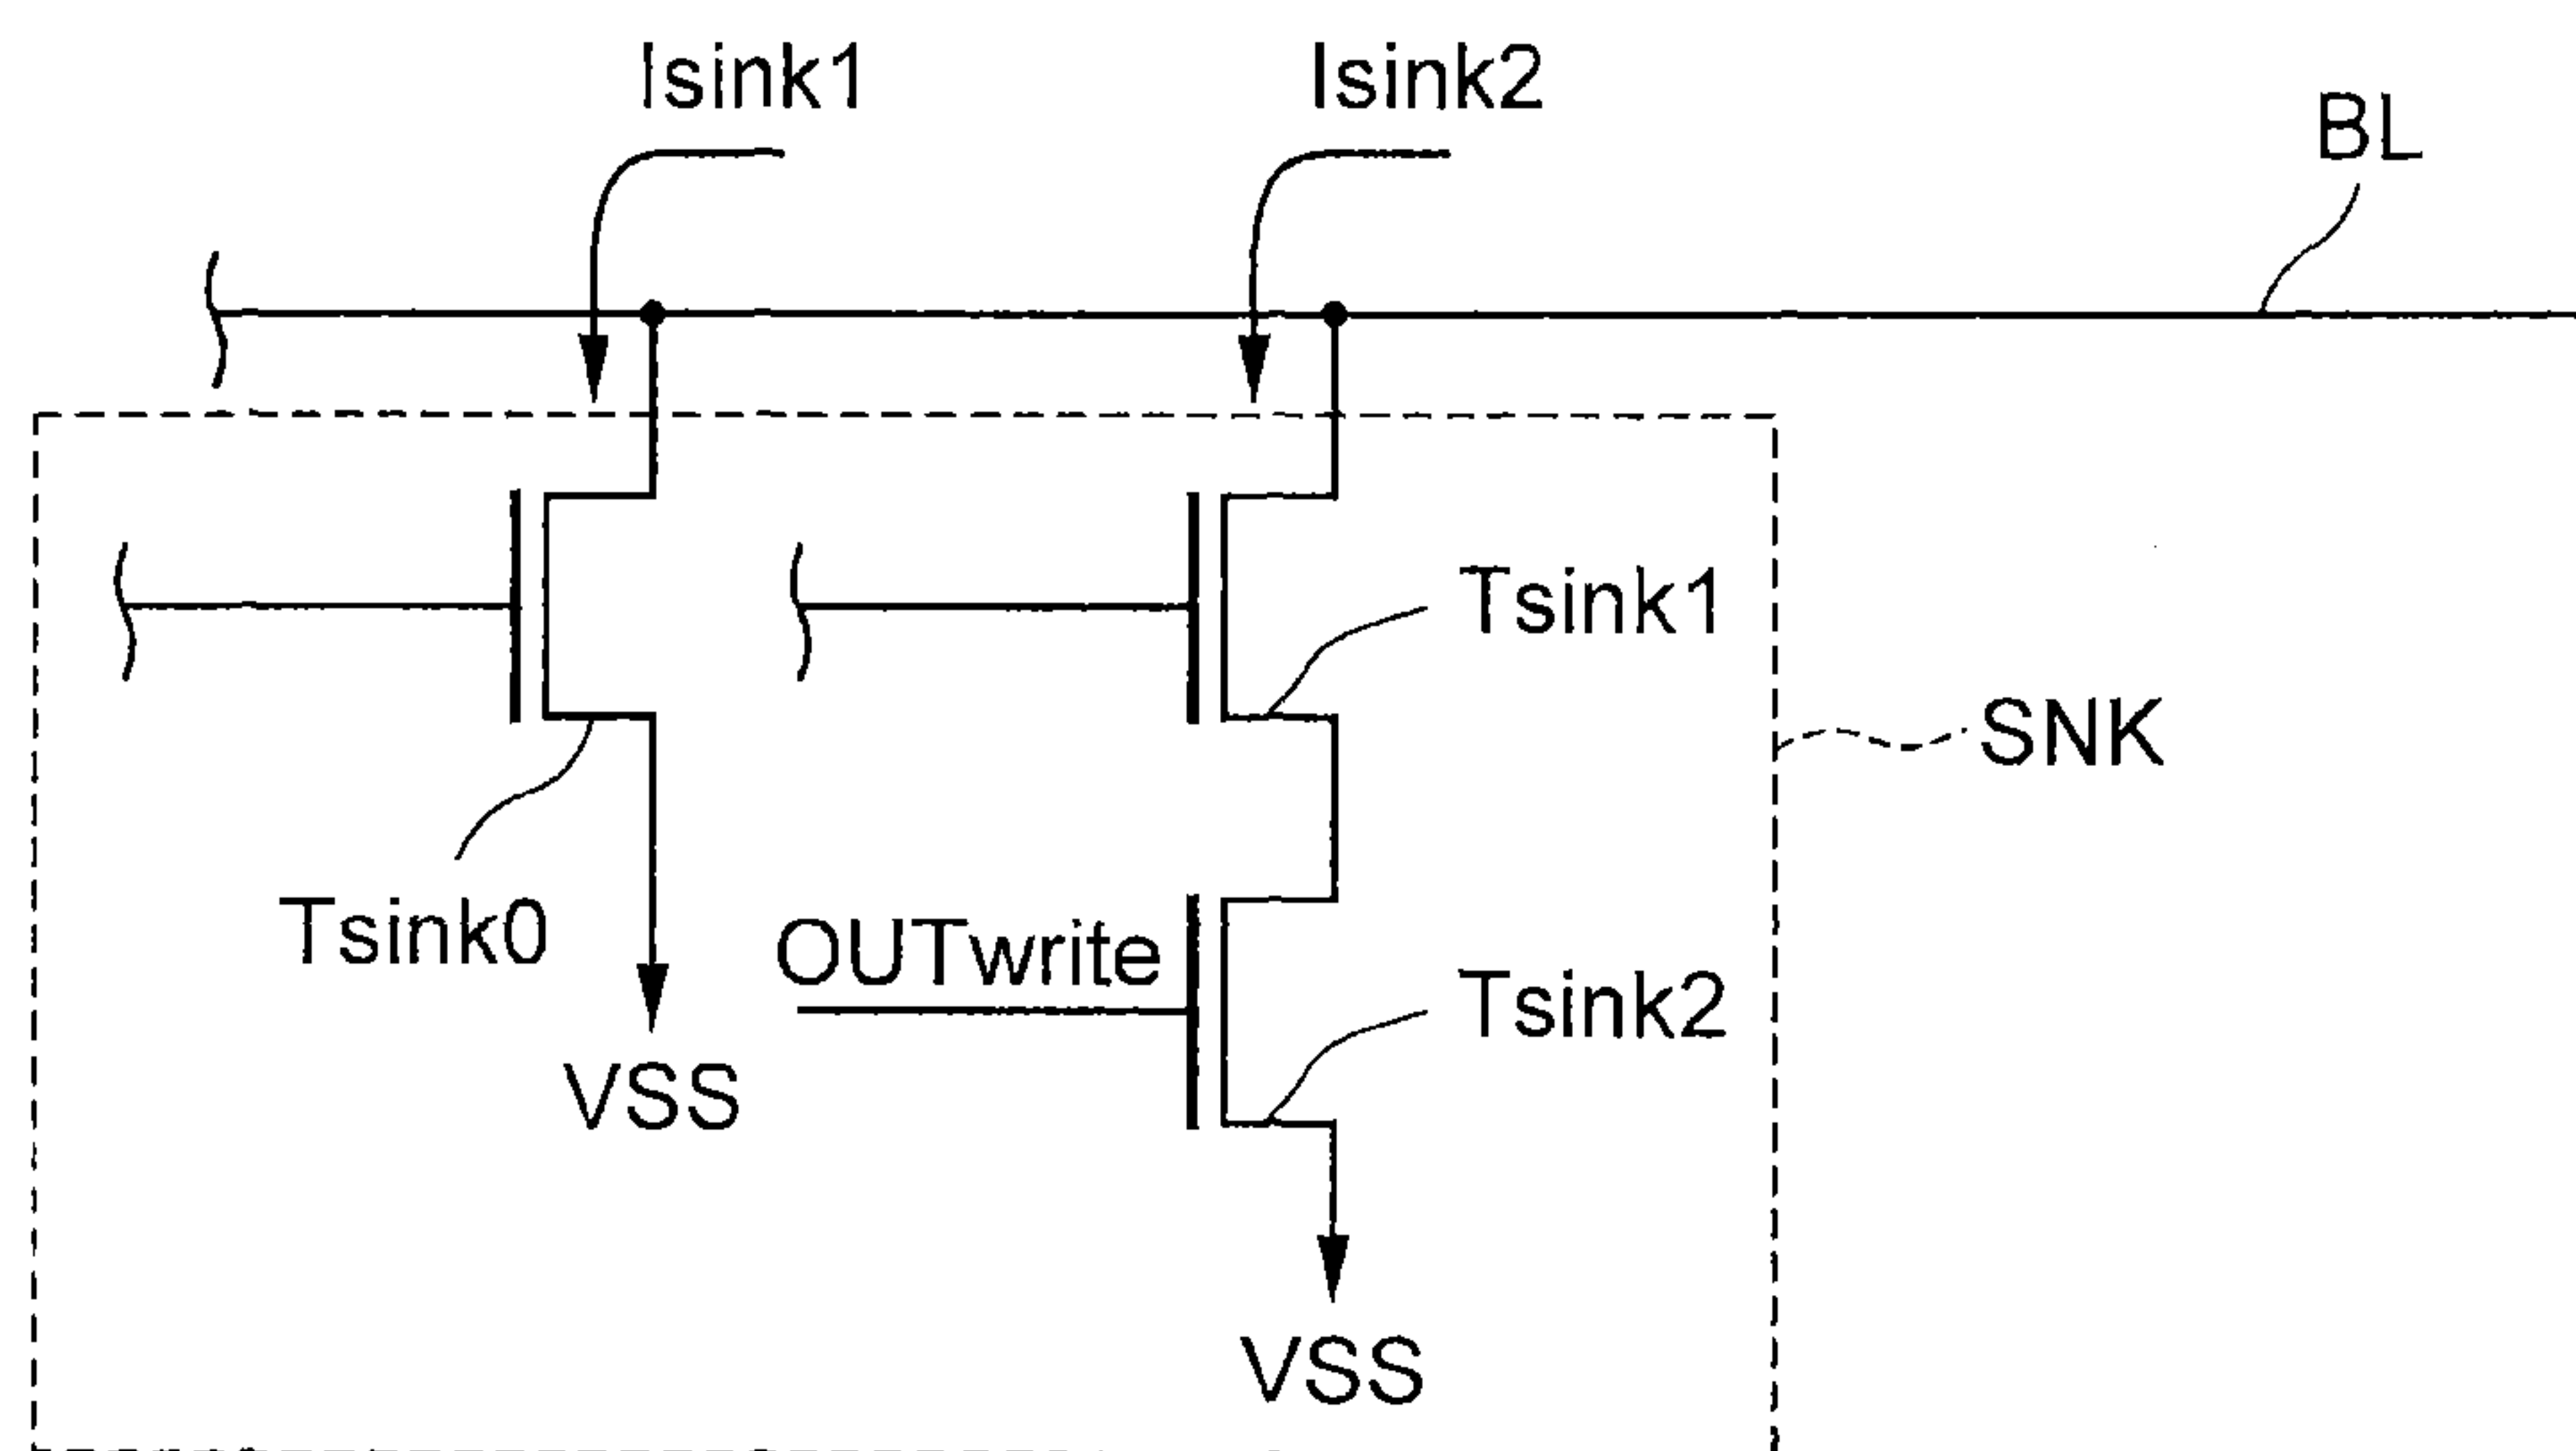 Isink1
Isink2
BL
Tsink1
SNK
Tsink0
OUTwrite
Tsink2
VSS
VSS